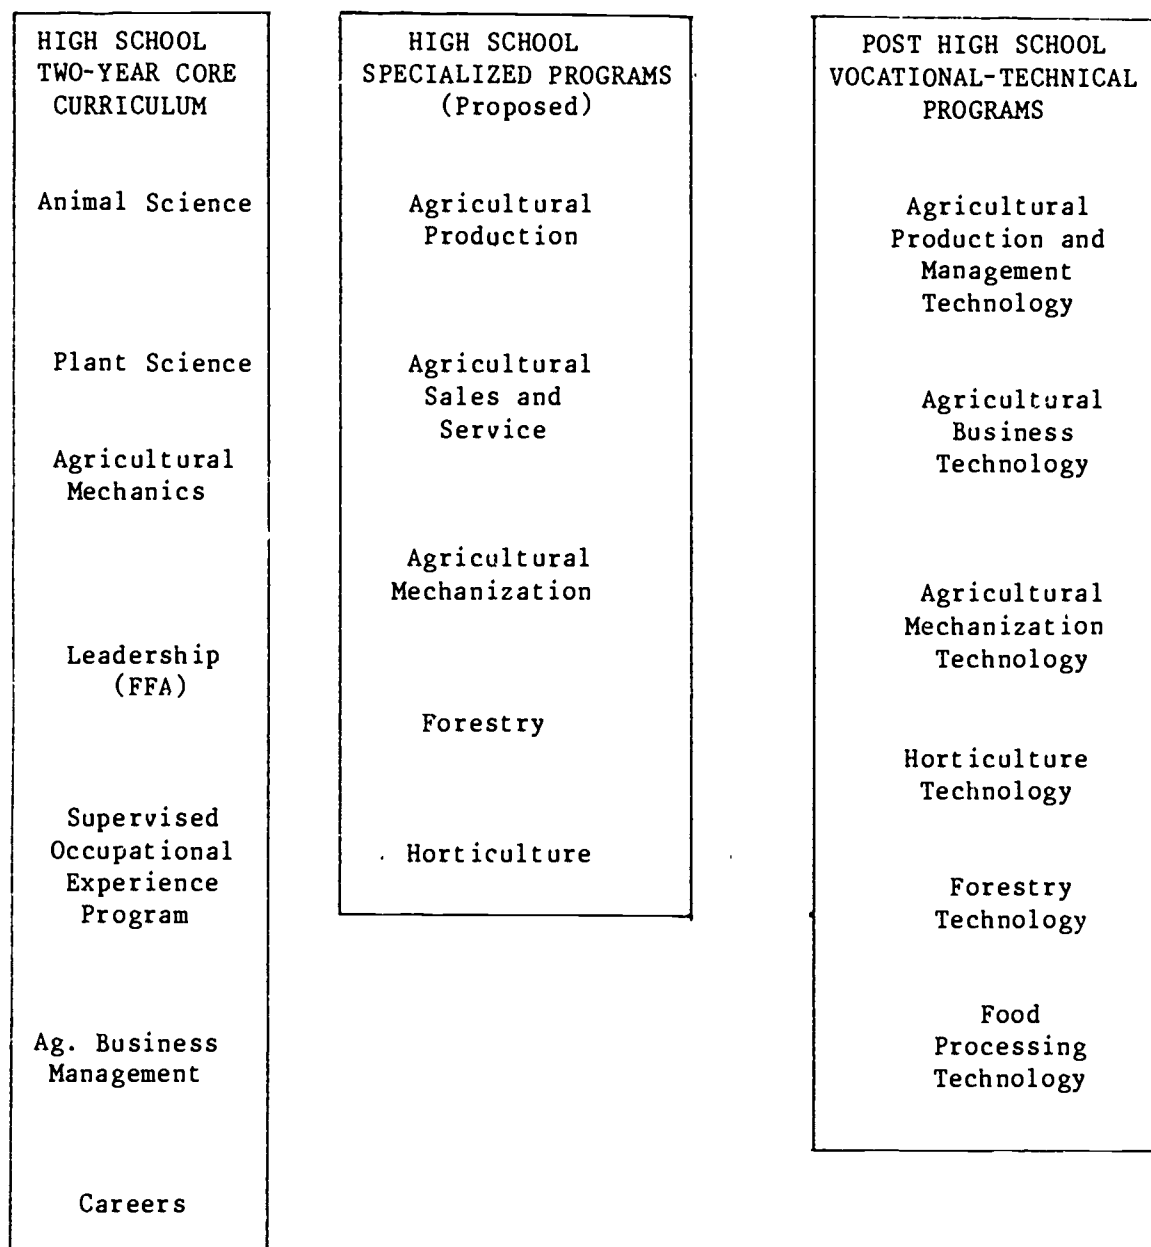 HIGH SCHOOL
TWO-YEAR CORE
CURRICULUM
Animal Science
Plant Science
Agricultural
Mechanics
Leadership
(FFA)
Supervised
Occupational
Experience
Program
Ag. Business
Management
Careers
HIGH SCHOOL
SPECIALIZED PROGRAMS
(Proposed)
Agricultural
Production
Agricultural
Sales and
Service
Agricultural
Mechanization
Forestry
Horticulture
POST HIGH SCHOOL
VOCATIONAL-TECHNICAL
PROGRAMS
Agricultural
Production and
Management
Technology
Agricultural
Business
Technology
Agricultural
Mechanization
Technology
Horticulture
Technology
Forestry
Technology
Food
Processing
Technology